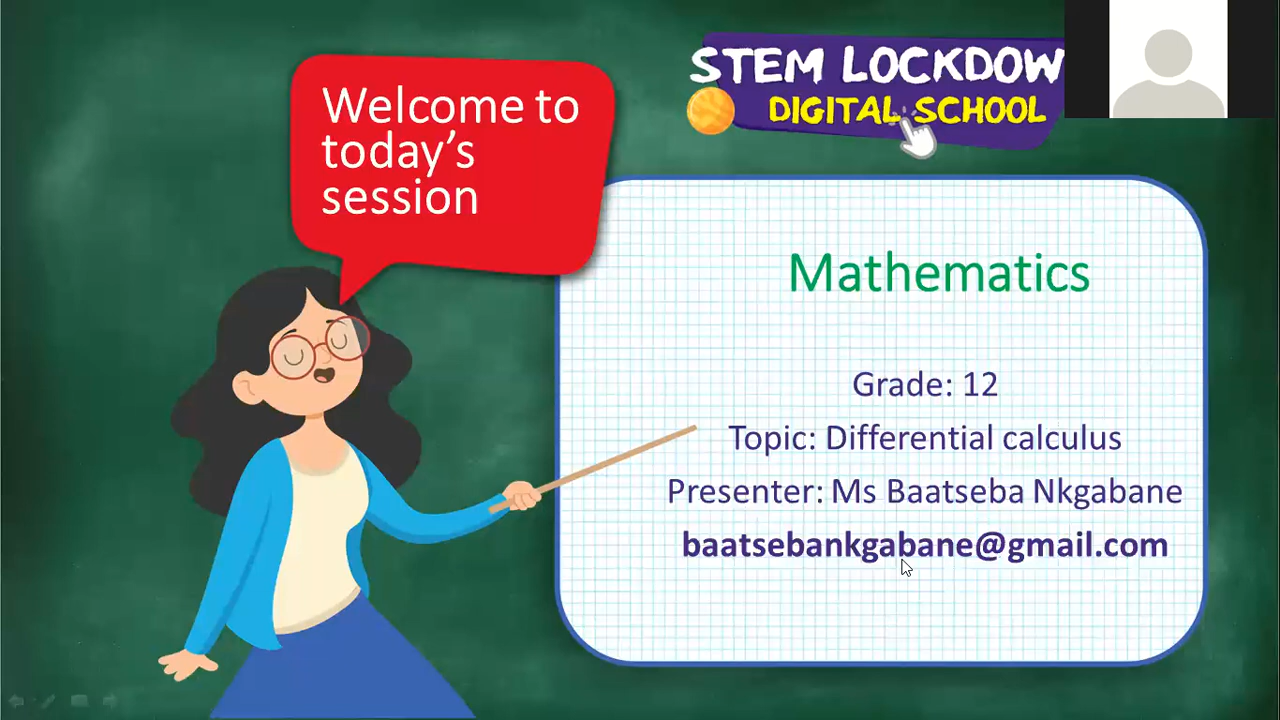 Welcome to
today's
session
STEM LOCKDOW
DIGITAL SCHOOL
Mathematics
Grade: 12
Topic: Differential calculus
Presenter: Ms Baatseba Nkgabane
baatsebankgabane@gmail.com